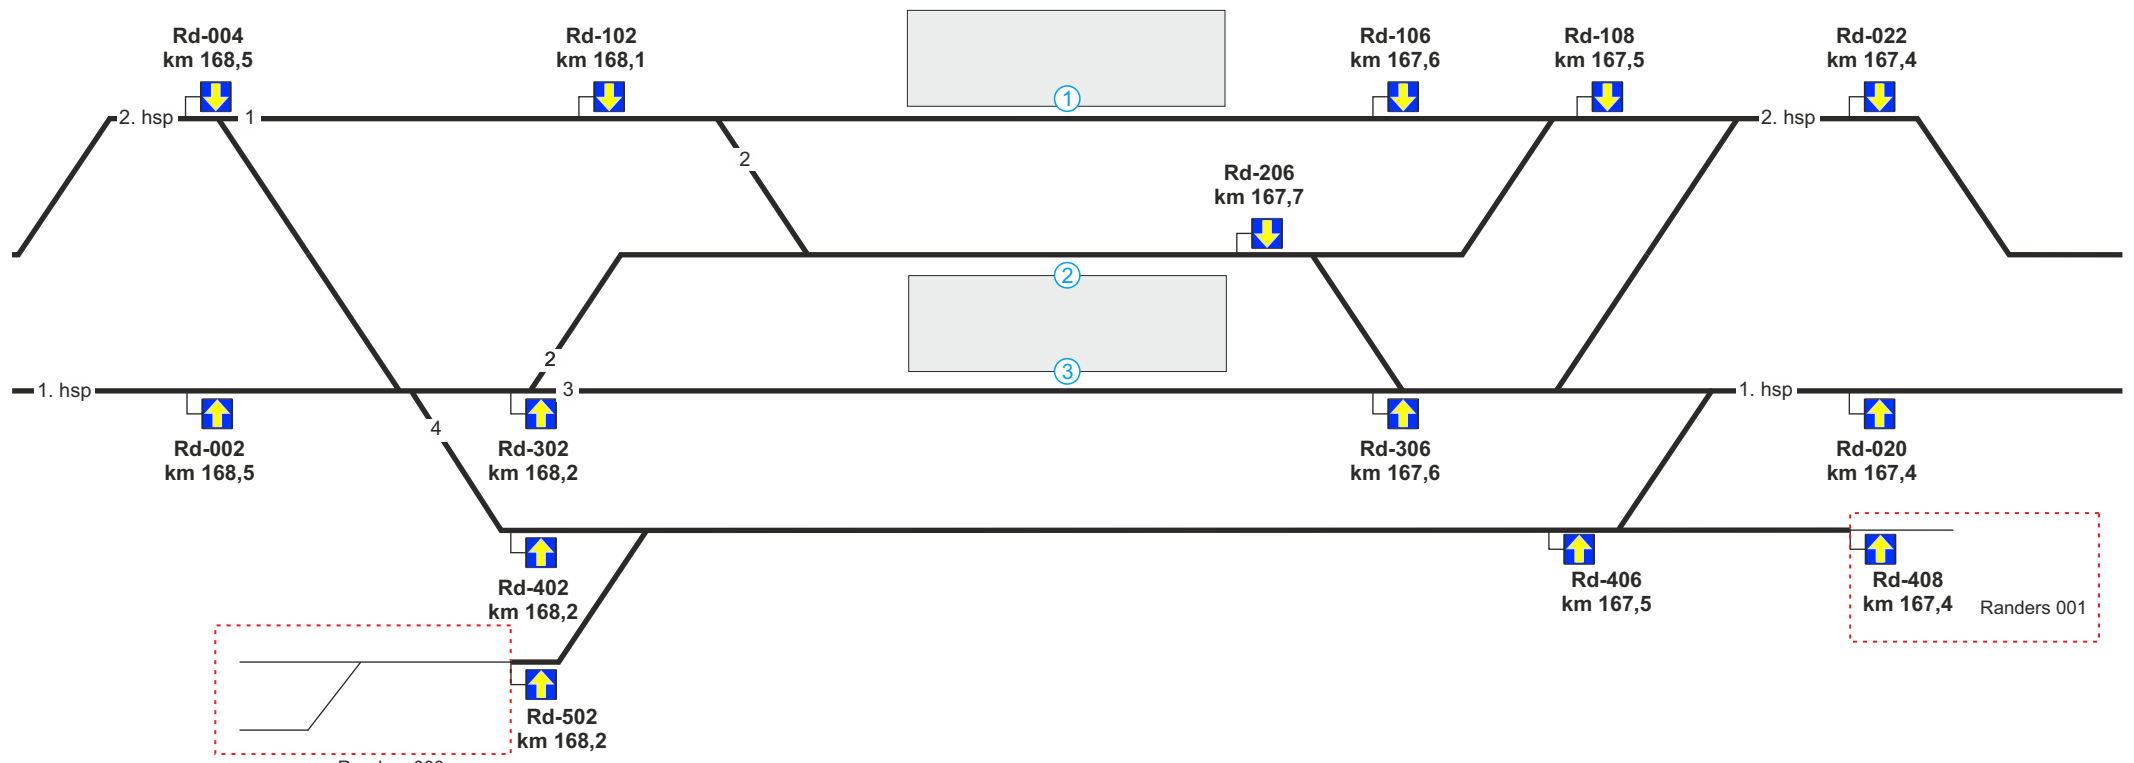 Rd-004
km 168,5
Rd-102
km 168,1
Rd-106
km 167,6
Rd-108
km 167,5
Rd-022
km 167,4
1
2. hsp
1
2. hsp
2
Rd-206
km 167,7
2
2
3
1. hsp
3
1. hsp
4
Rd-002
km 168,5
Rd-302
km 168,2
Rd-306
km 167,6
Rd-020
km 167,4
Rd-402
km 168,2
Rd-406
km 167,5
Rd-408
km 167,4
Randers 001
Rd-502
km 168,2